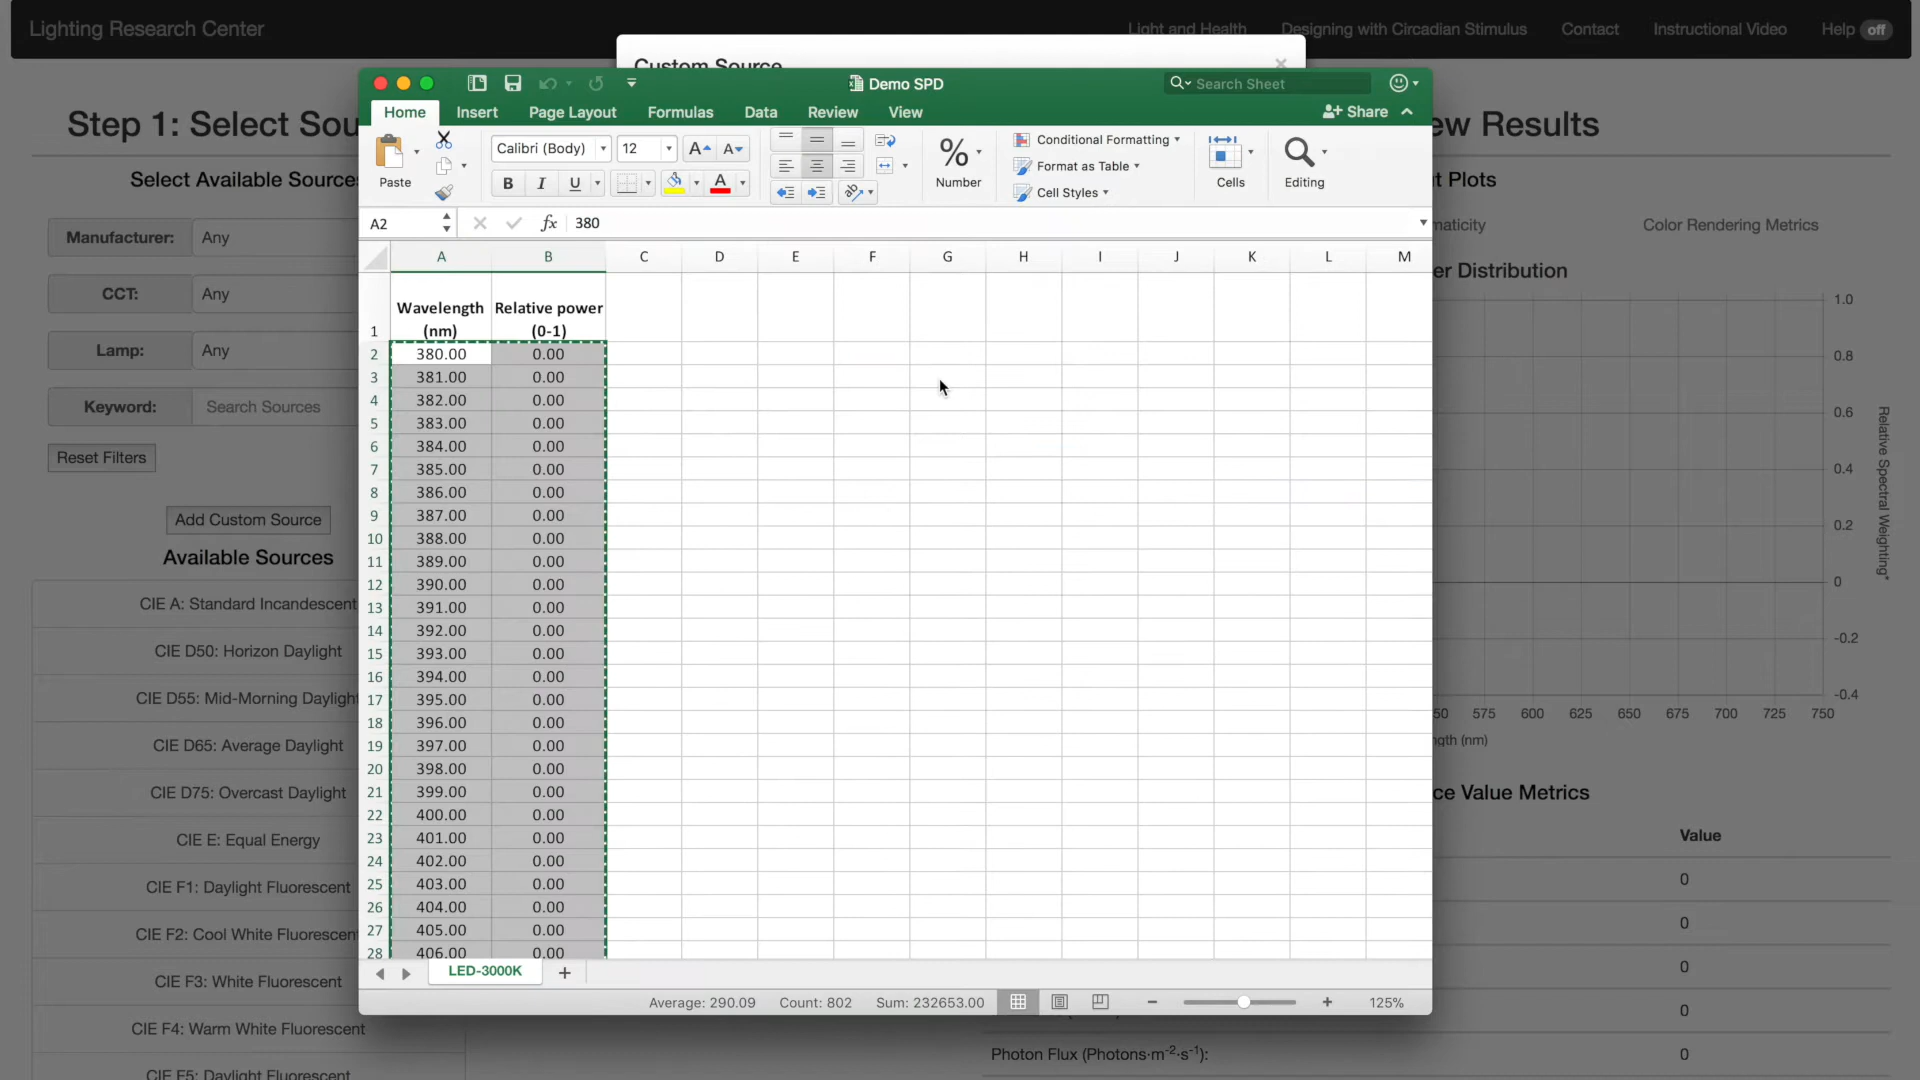 Lighting Research Center
Light and Health
Designing with Circadian Stimulus
Contact
Instructional Video
Help off
Custom Source
Step 1: Select Sou
ew Results
Select Available Sources
t Plots
Manufacturer: Any
CCT: Any
Lamp: Any
Keyword: Search Sources
Reset Filters
Add Custom Source
Available Sources
CIE A: Standard Incandescent
CIE D50: Horizon Daylight
CIE D55: Mid-Morning Daylight
CIE D65: Average Daylight
CIE D75: Overcast Daylight
CIE E: Equal Energy
CIE F1: Daylight Fluorescent
CIE F2: Cool White Fluorescent
CIE F3: White Fluorescent
CIE F4: Warm White Fluorescent
CIE F5: Daylight Fluorescent
Demo SPD
Search Sheet
Home Insert Page Layout Formulas Data Review View
Share
Paste
Calibri (Body) 12
B I U
% Number
Conditional Formatting
Format as Table
Cell Styles
Cells
Editing
A2 fx 380
A B C D E F G H I J K L M
1 Wavelength (nm) Relative power (0-1)
2 380.00 0.00
3 381.00 0.00
4 382.00 0.00
5 383.00 0.00
6 384.00 0.00
7 385.00 0.00
8 386.00 0.00
9 387.00 0.00
10 388.00 0.00
11 389.00 0.00
12 390.00 0.00
13 391.00 0.00
14 392.00 0.00
15 393.00 0.00
16 394.00 0.00
17 395.00 0.00
18 396.00 0.00
19 397.00 0.00
20 398.00 0.00
21 399.00 0.00
22 400.00 0.00
23 401.00 0.00
24 402.00 0.00
25 403.00 0.00
26 404.00 0.00
27 405.00 0.00
28 406.00 0.00
LED-3000K
Average: 290.09 Count: 802 Sum: 232653.00
125%
maticity
Color Rendering Metrics
er Distribution
1.0
0.8
0.6
0.4
0.2
0
-0.2
-0.4
Relative Spectral Weighting*
50 575 600 625 650 675 700 725 750
ngth (nm)
ce Value Metrics
Value
0
0
0
0
Photon Flux (Photons·m-2·s-1): 0